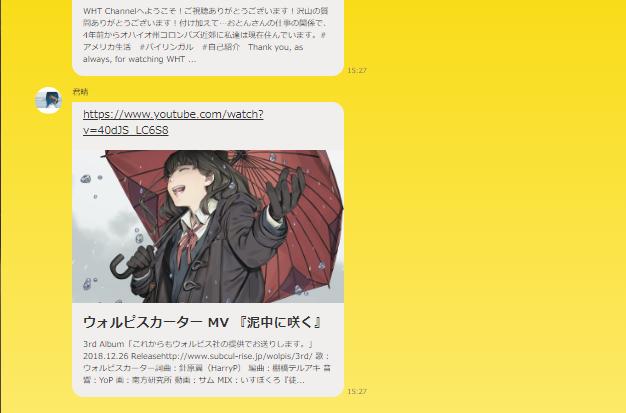 WHT Channelへようこそ！ご視聴ありがとうございます！沢山の質
問ありがとうございます！付け加えて…おとんさんの仕事の関係で、
4年前からオハイオ州コロンバズ近郊に私達は現在住んでいます。#
アメリカ生活　#バイリンガル　#自己紹介　Thank you, as
always, for watching WHT ...
15:27
君晴
https://www.youtube.com/watch?
v=40dJS_LC6S8
ウォルピスカーター MV 『泥中に咲く』
3rd Album「これからもウォルピス社の提供でお送りします。」
2018.12.26 Releasehttp://www.subcul-rise.jp/wolpis/3rd/ 歌：
ウォルピスカーター詞曲：針原翼（HarryP） 編曲：棚橋テルアキ 音
響：YoP 画：南方研究所 動画：サム MIX：いすぼくろ『徒...
15:27